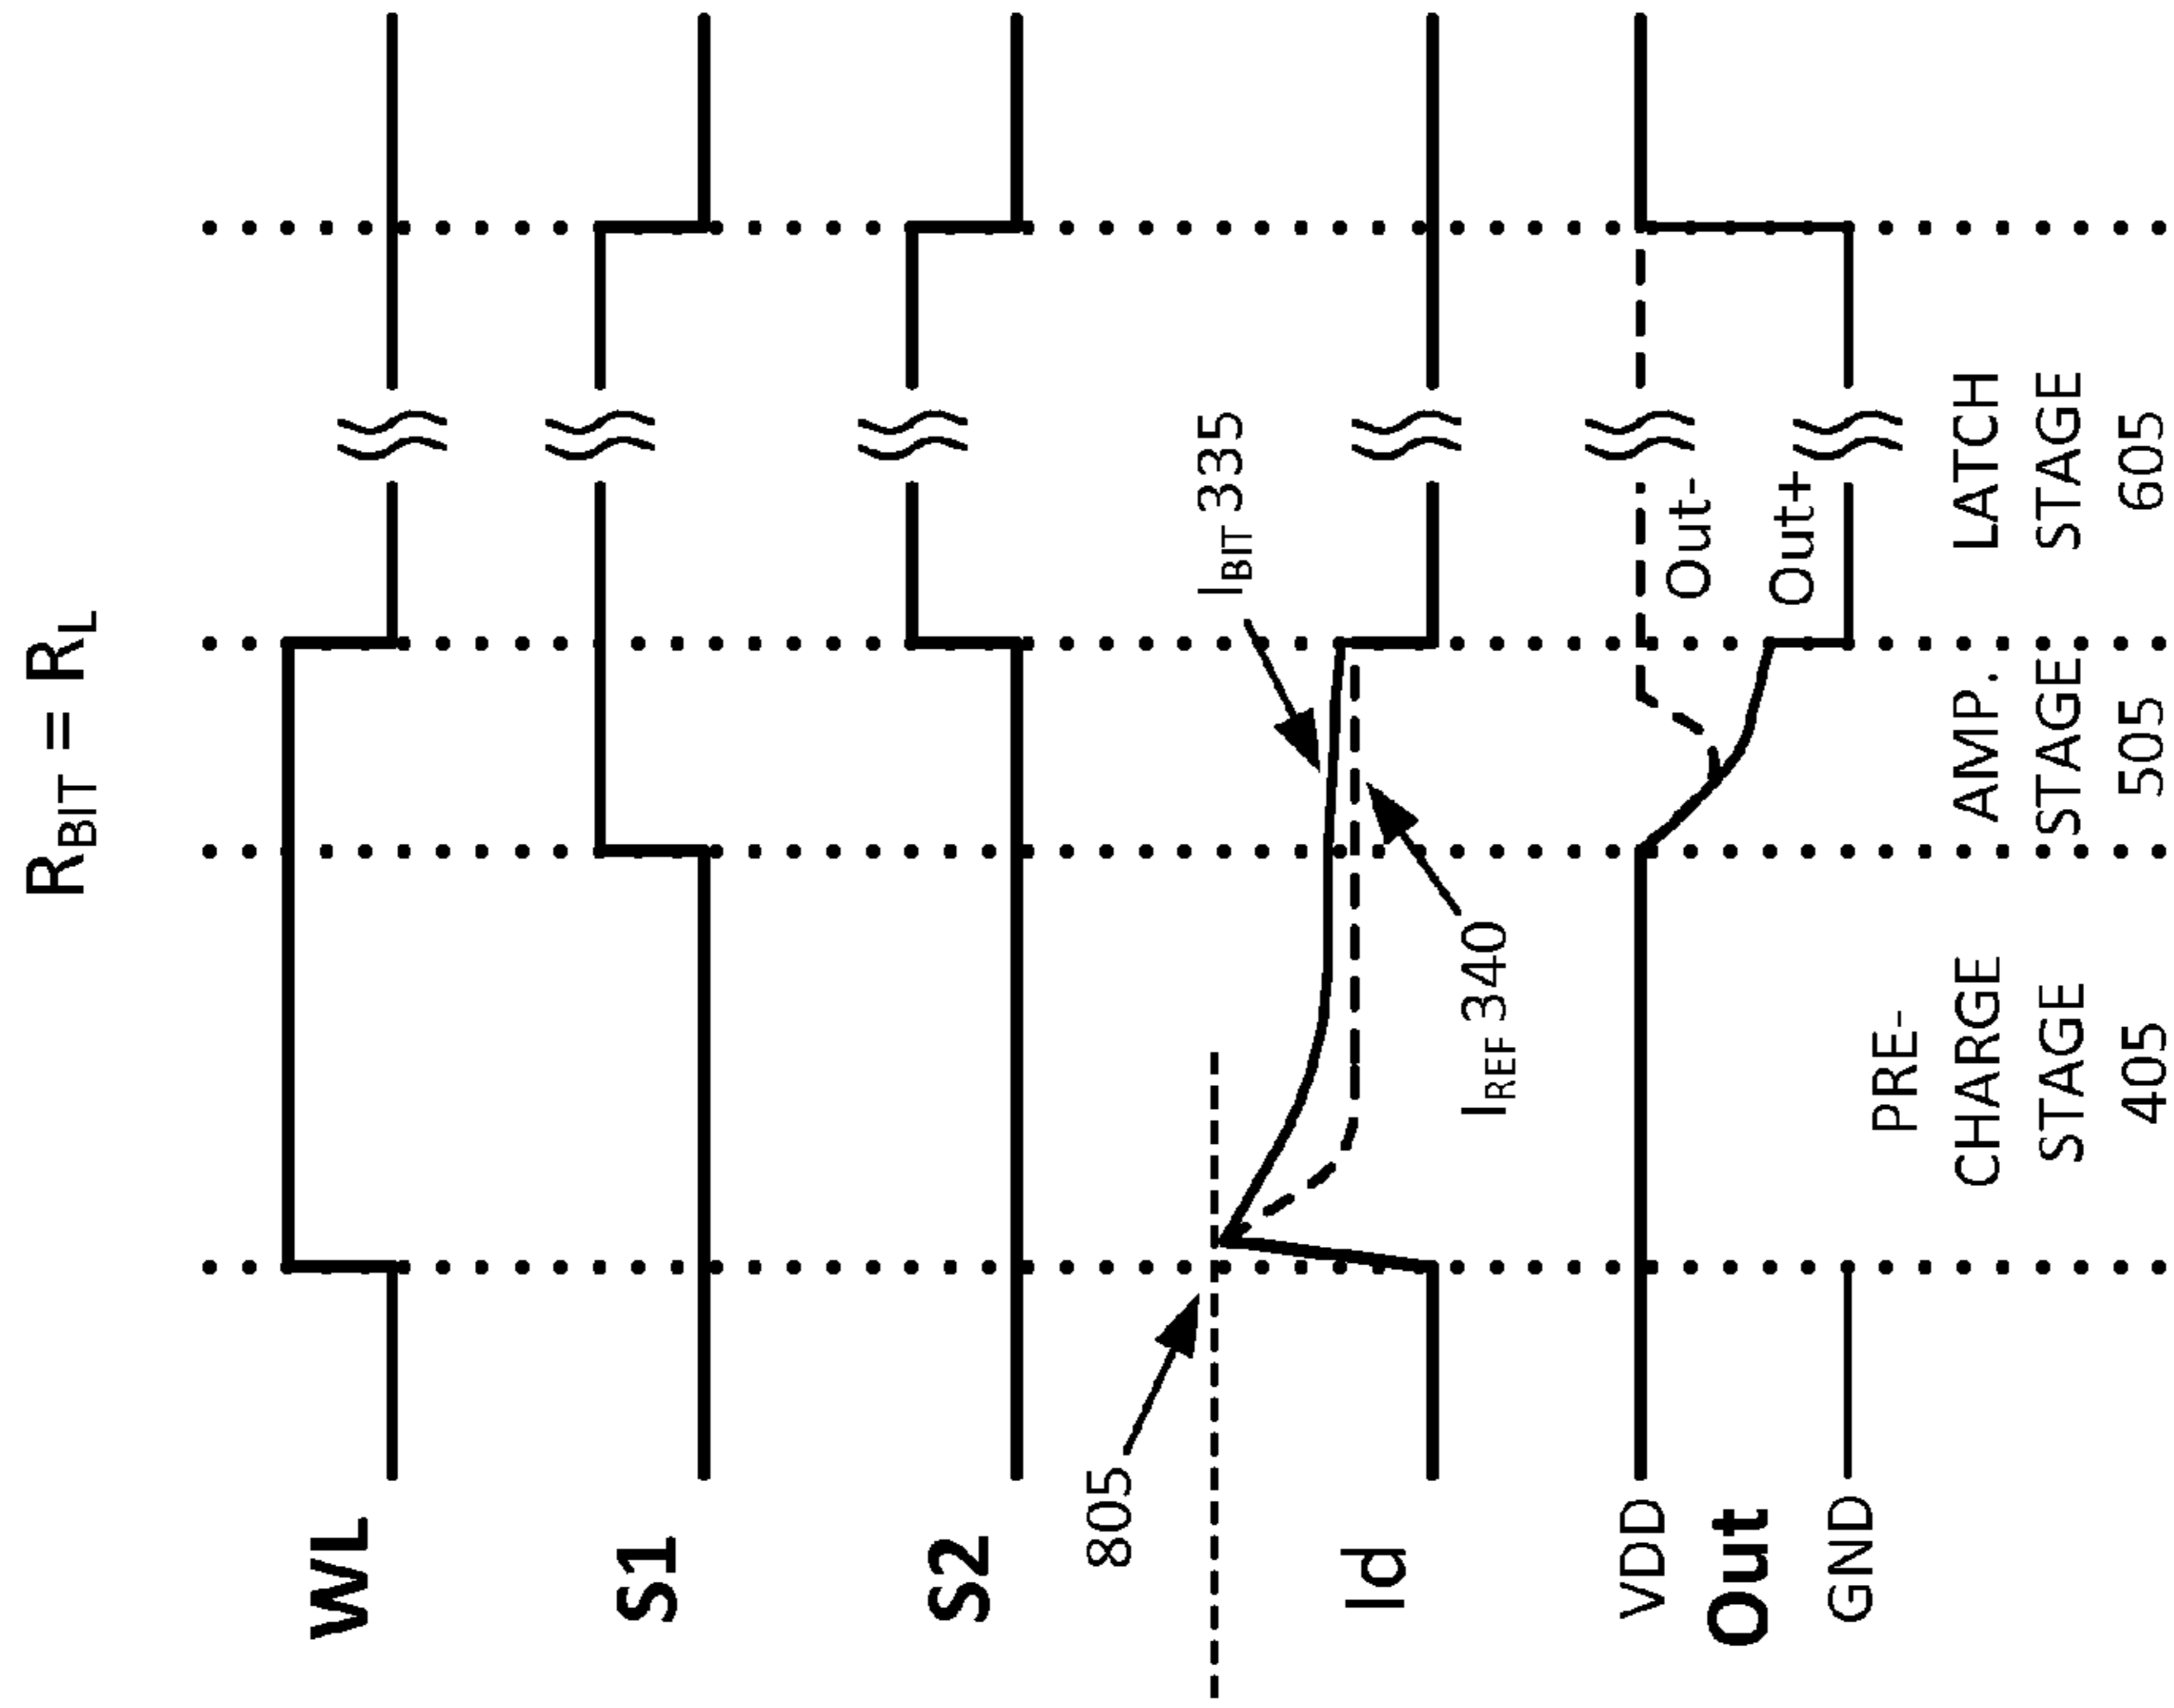 R_BIT = R_L
WL
S1
S2
805
I_BIT 335
Id
I_REF 340
VDD
Out
GND
Out-
Out+
PRE-
CHARGE
STAGE
405
AMP.
STAGE
505
LATCH
STAGE
605